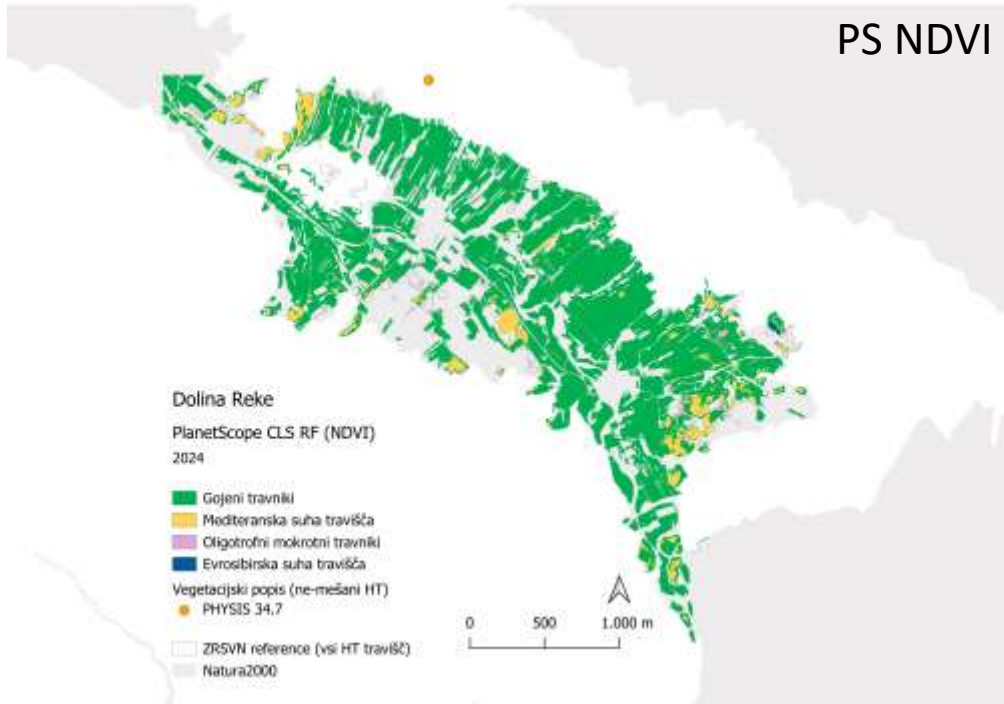 PS NDVI
Dolina Reke
PlanetScope CLS RF (NDVI)
2024
Gojeni travniki
Mediteranska suha travišča
Oligotrofni mokrotni travniki
Evrosibirska suha travišča
Vegetacijski popis (ne-mešani HT)
PHYSIS 34.7
ZRSVN reference (vsi HT travišč)
Natura2000
0 500 1.000 m